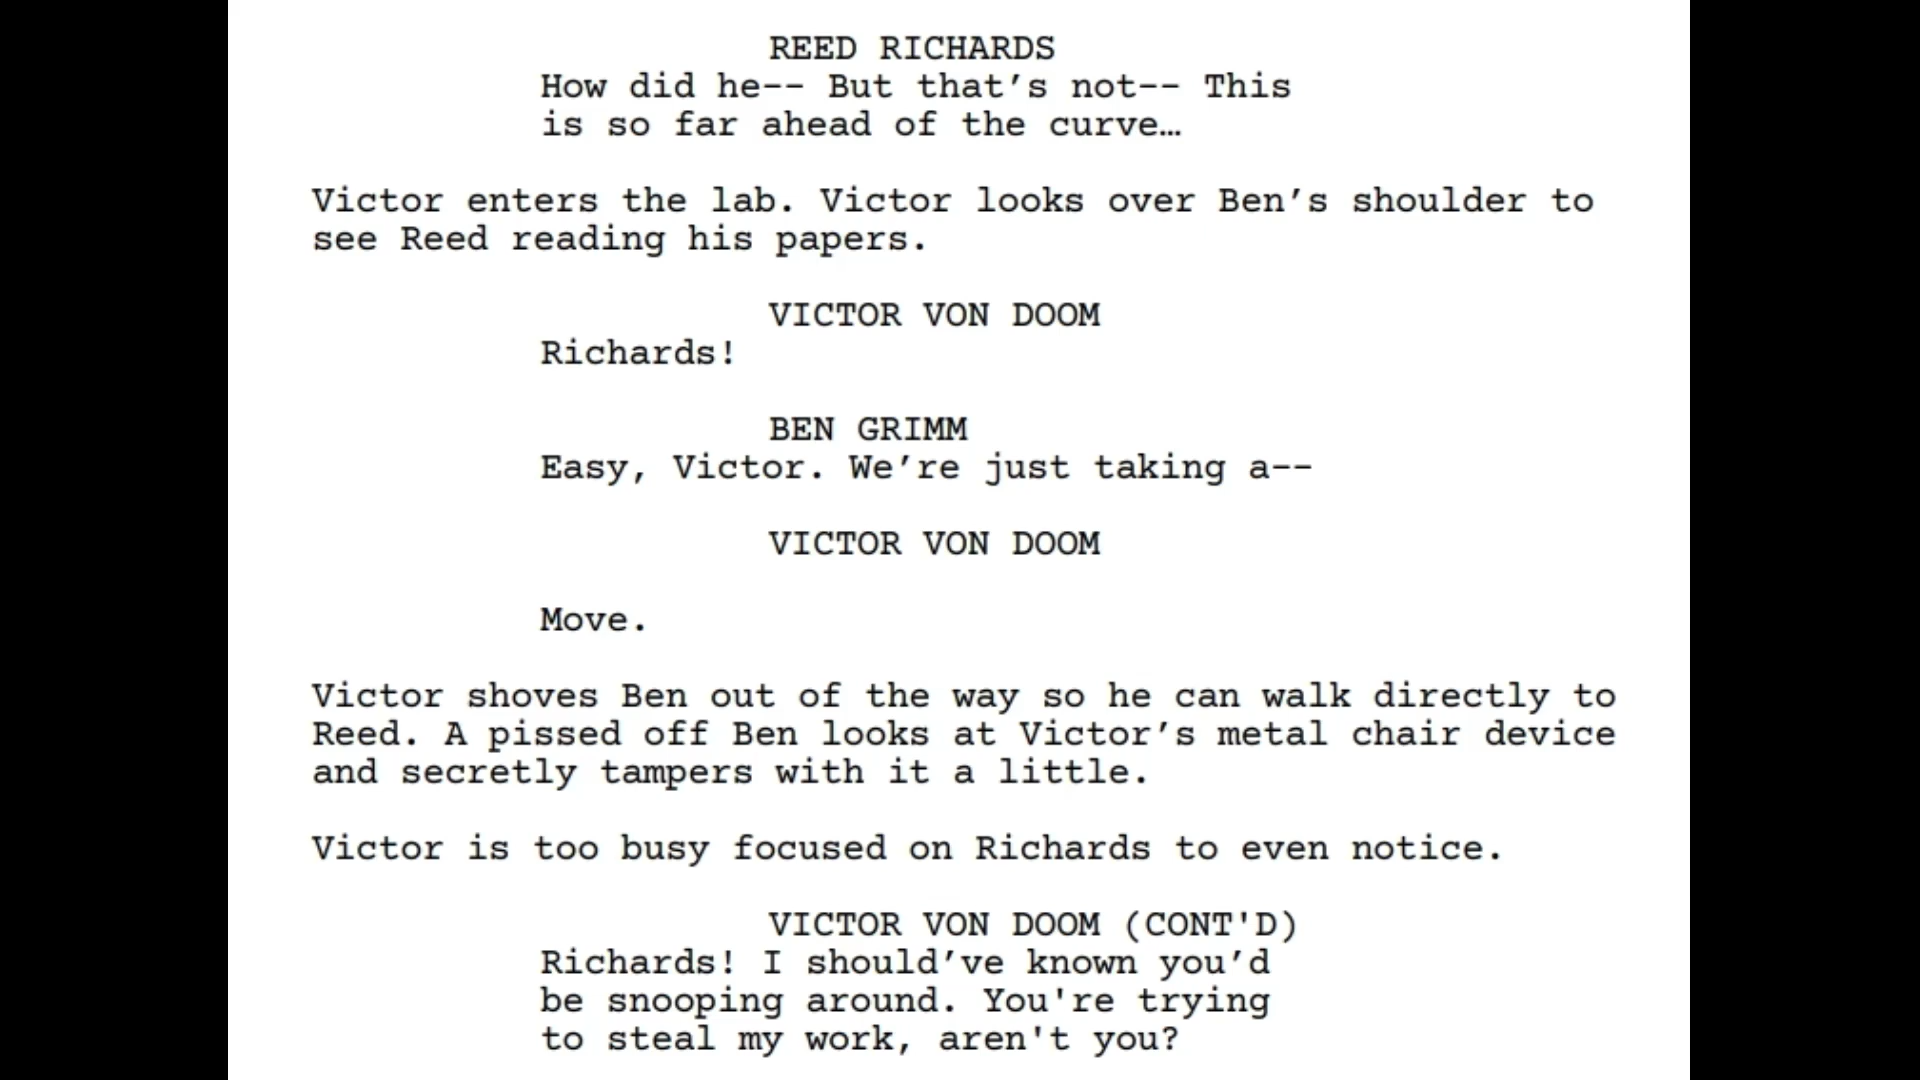 REED RICHARDS
How did he-- But that’s not-- This
is so far ahead of the curve…
Victor enters the lab. Victor looks over Ben’s shoulder to
see Reed reading his papers.
VICTOR VON DOOM
Richards!
BEN GRIMM
Easy, Victor. We’re just taking a--
VICTOR VON DOOM
Move.
Victor shoves Ben out of the way so he can walk directly to
Reed. A pissed off Ben looks at Victor’s metal chair device
and secretly tampers with it a little.
Victor is too busy focused on Richards to even notice.
VICTOR VON DOOM (CONT'D)
Richards! I should’ve known you’d
be snooping around. You're trying
to steal my work, aren't you?